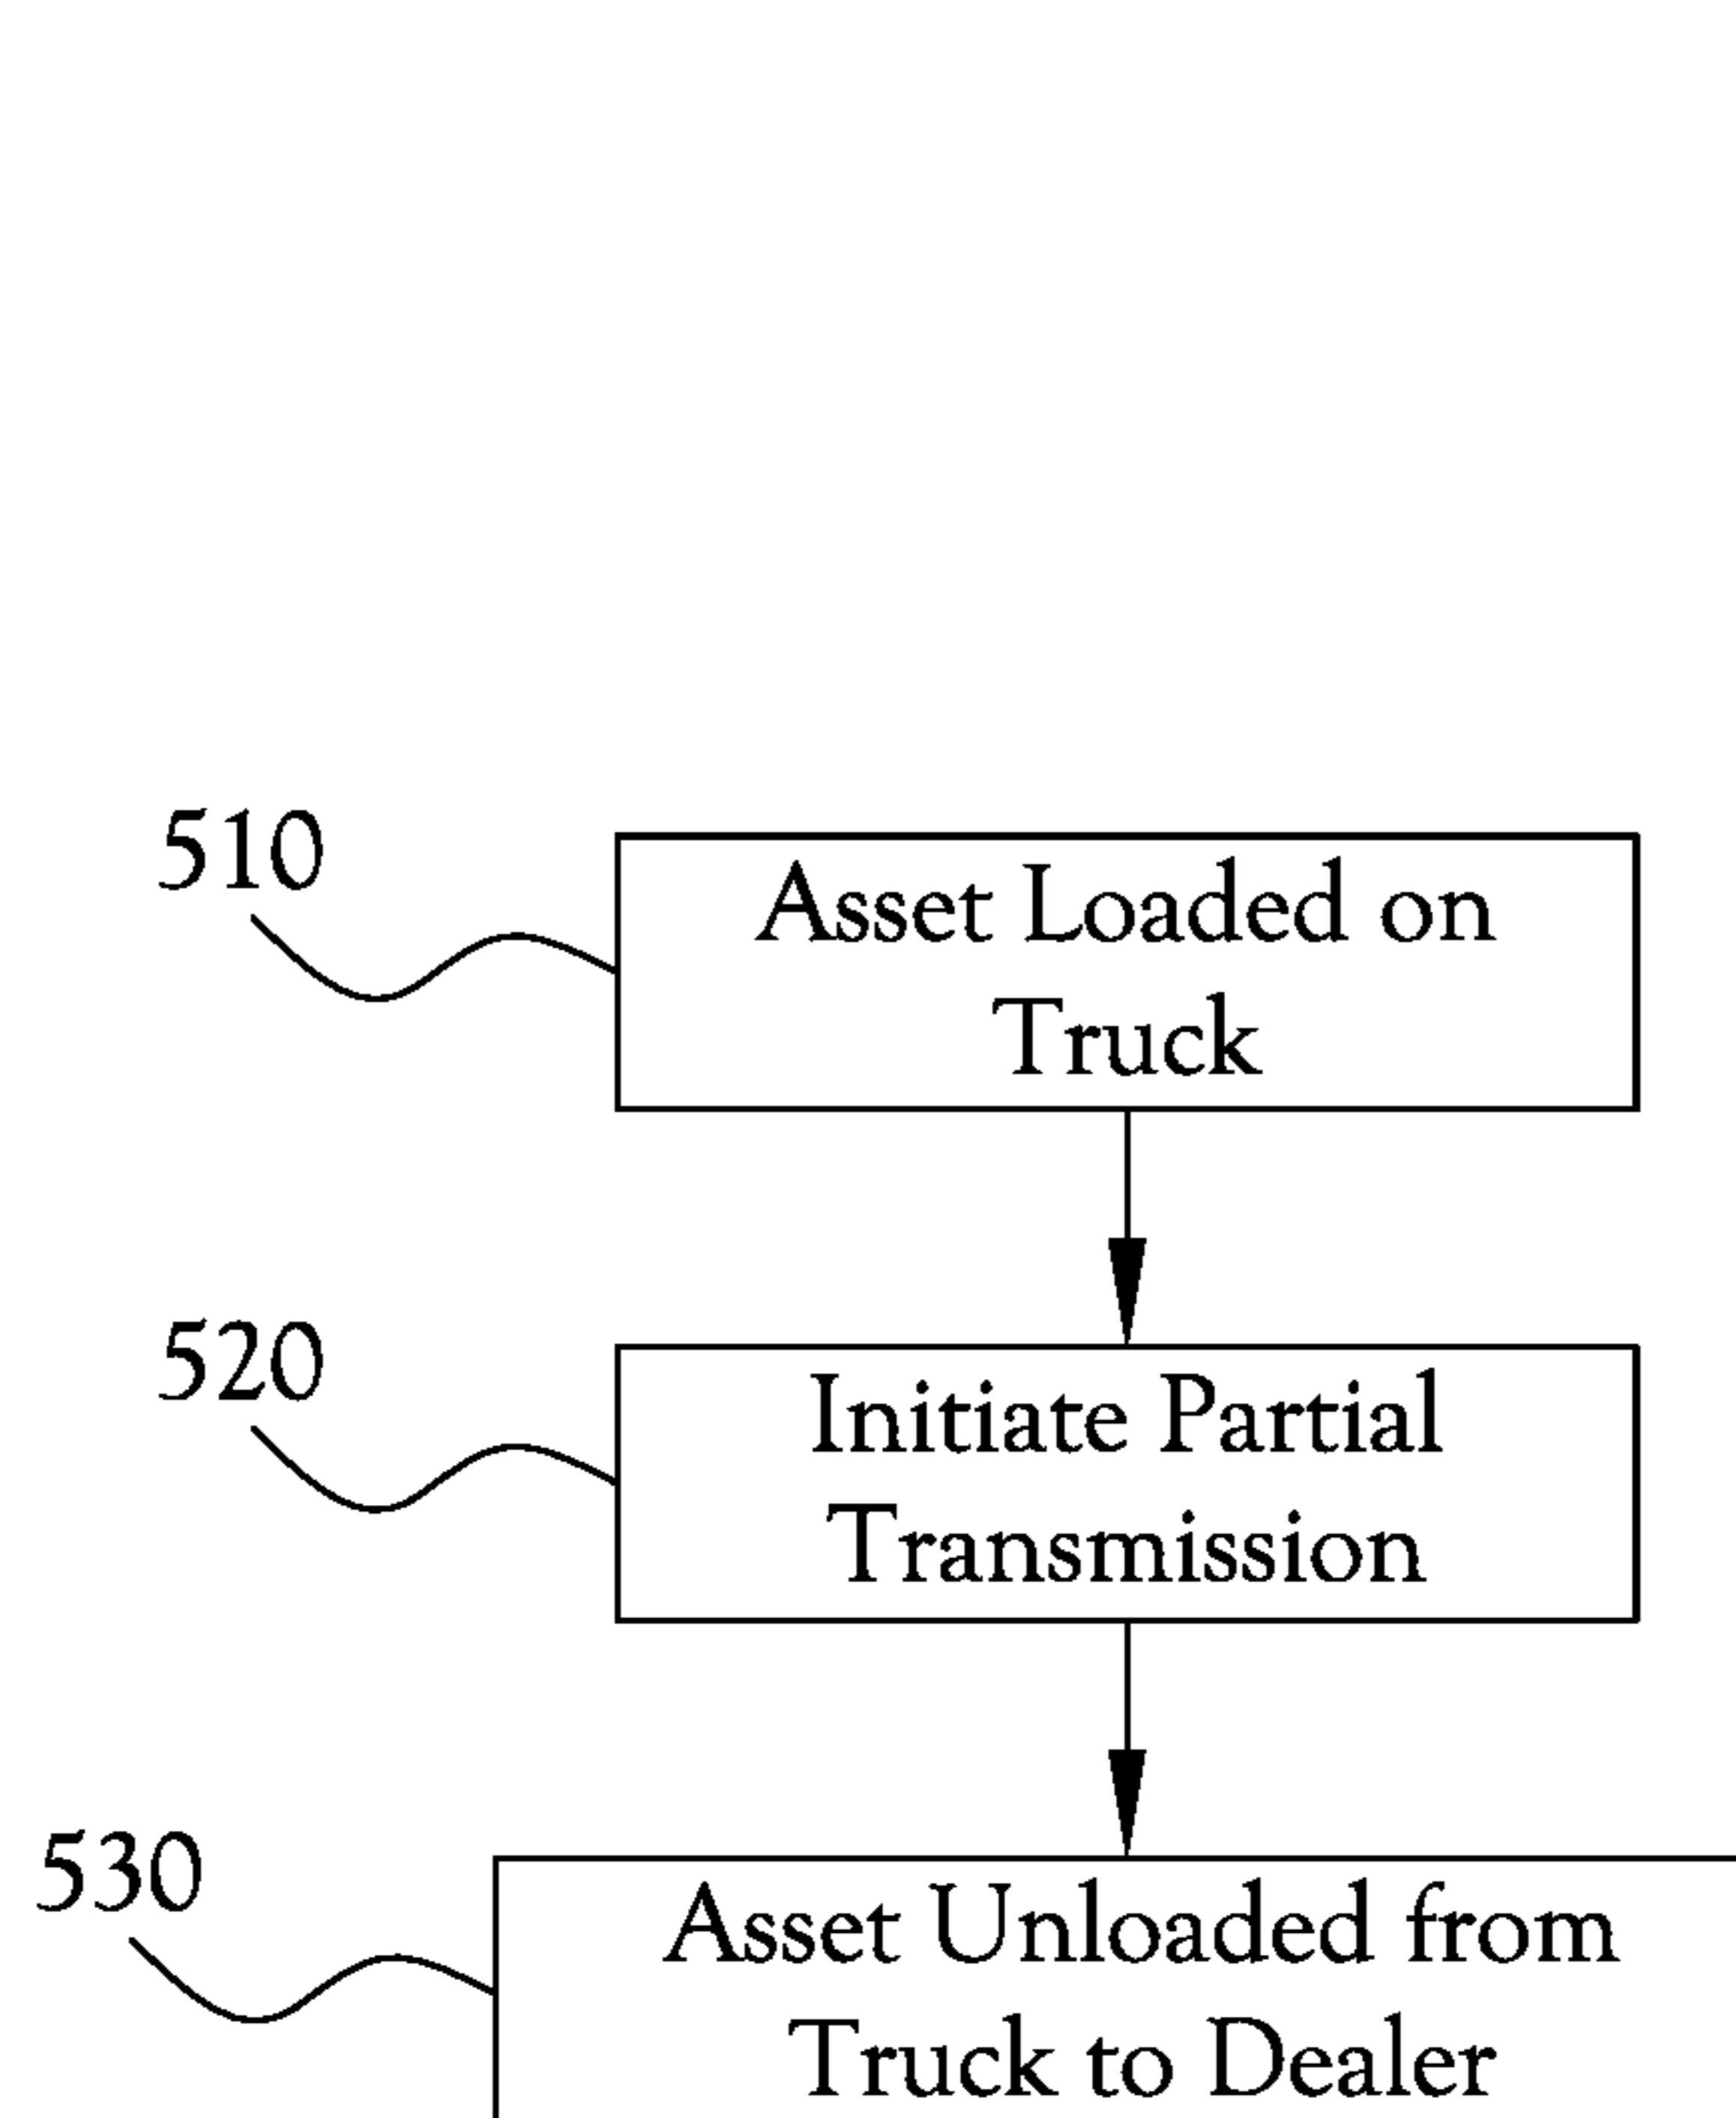 510
Asset Loaded on
Truck
520
Initiate Partial
Transmission
530
Asset Unloaded from
Truck to Dealer